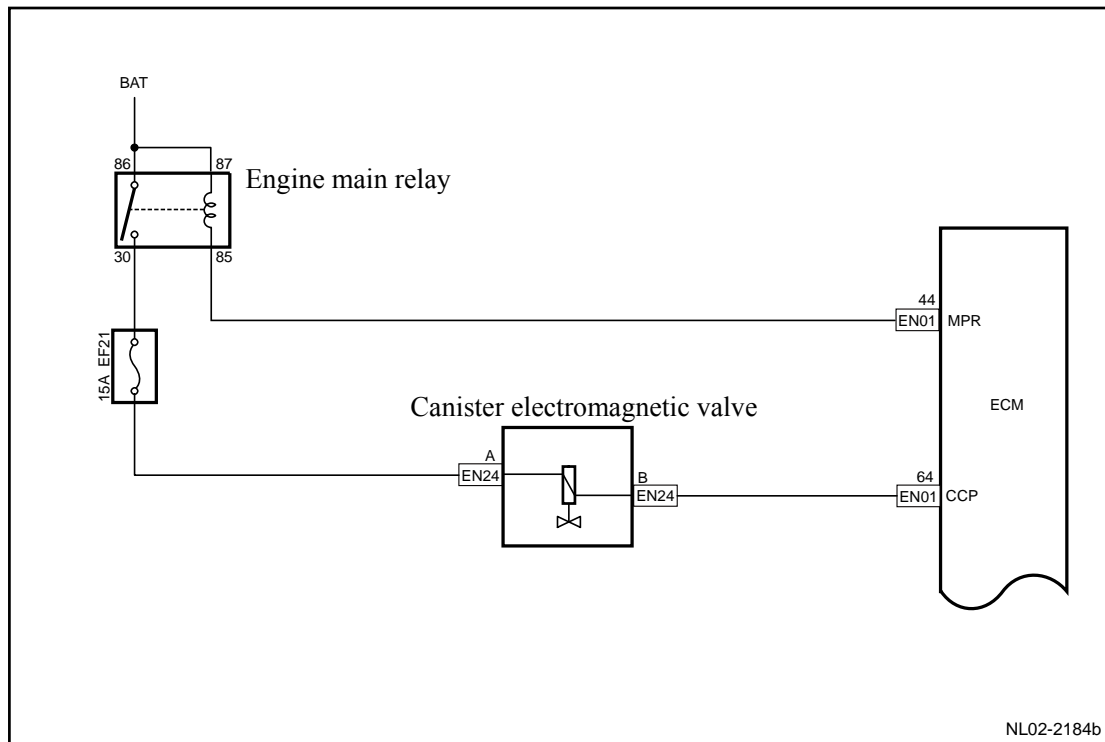 BAT
86
87
Engine main relay
30
85
15A EF21
44
EN01
MPR
ECM
Canister electromagnetic valve
A
EN24
B
EN24
64
EN01
CCP
NL02-2184b